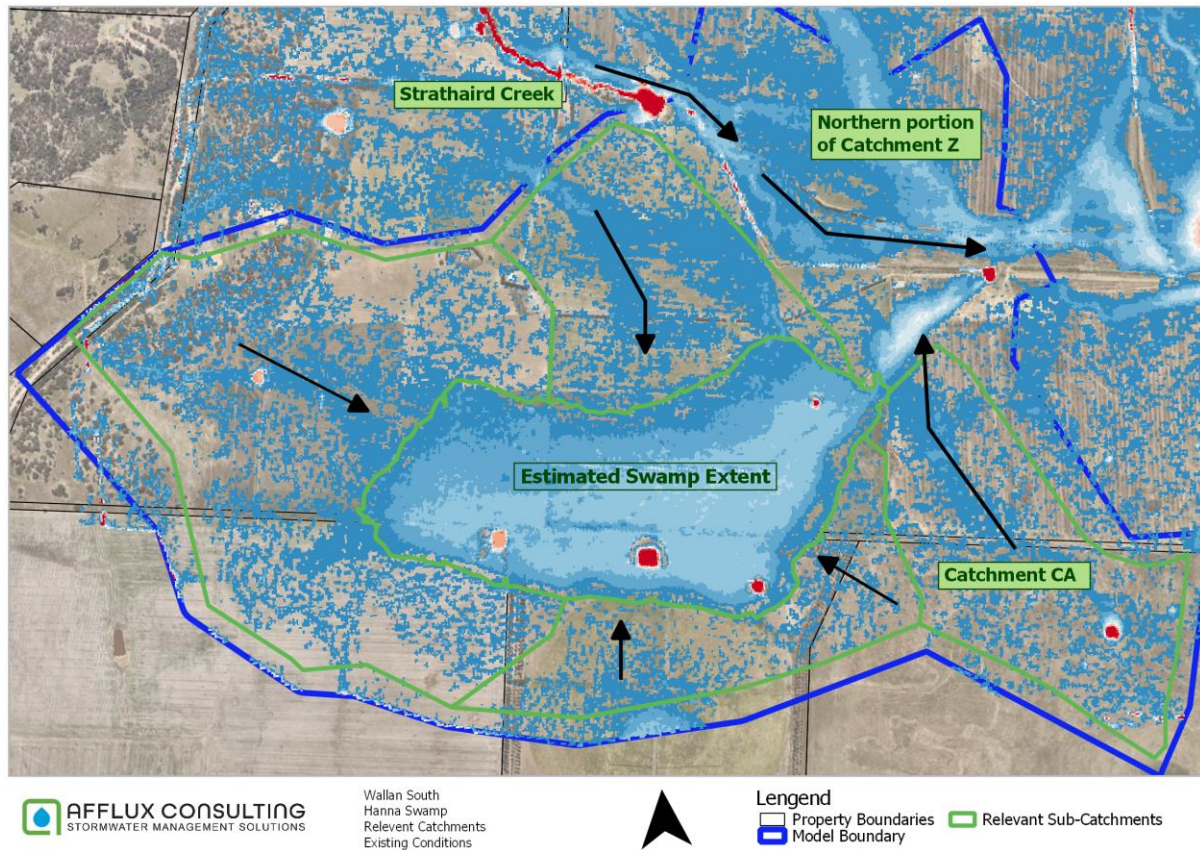 Strathaird Creek
Northern portion
of Catchment Z
Estimated Swamp Extent
Catchment CA
AFFLUX CONSULTING
STORMWATER MANAGEMENT SOLUTIONS
Wallan South
Hanna Swamp
Relevent Catchments
Existing Conditions
Lengend
Property Boundaries
Relevant Sub-Catchments
Model Boundary